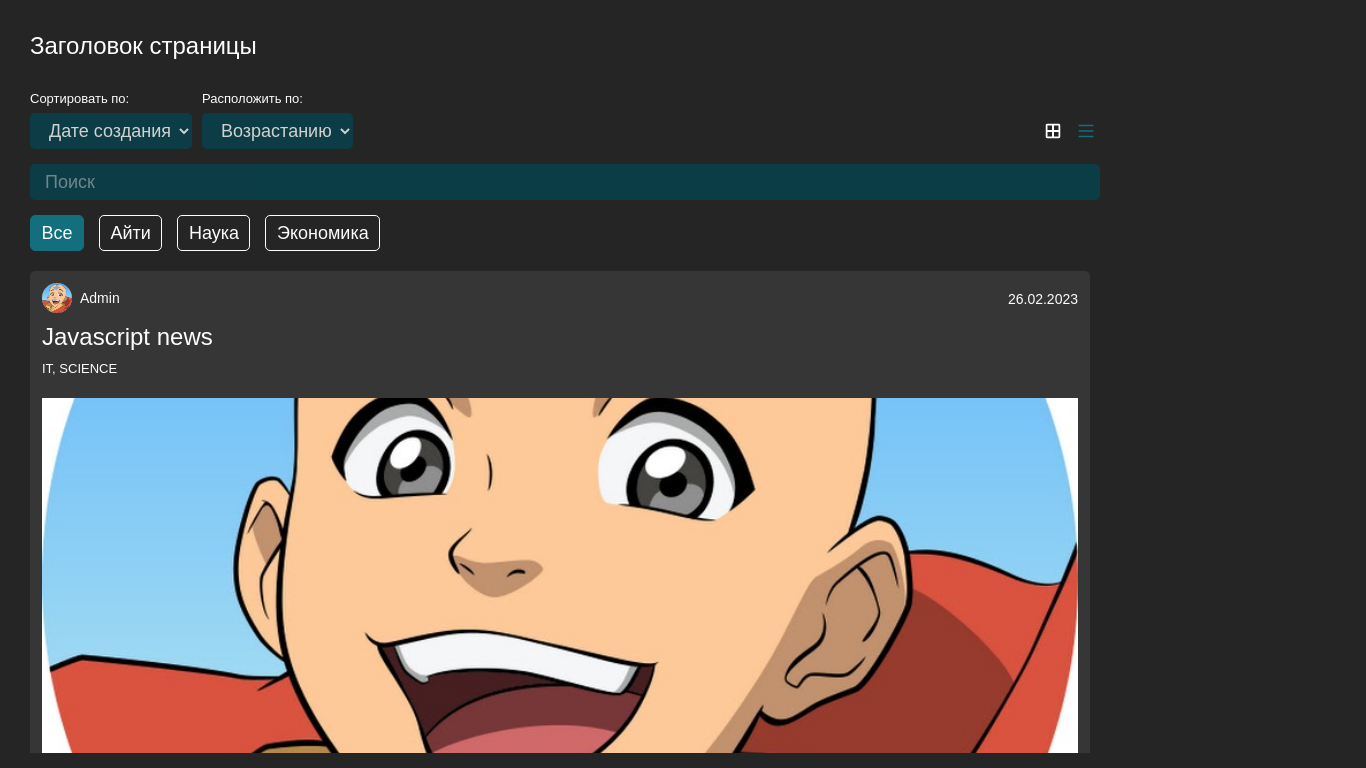 Заголовок страницы
Сортировать по: Расположить по:
Дате создания Возрастанию
Поиск
Все Айти Наука Экономика
Admin 26.02.2023
Javascript news
IT, SCIENCE